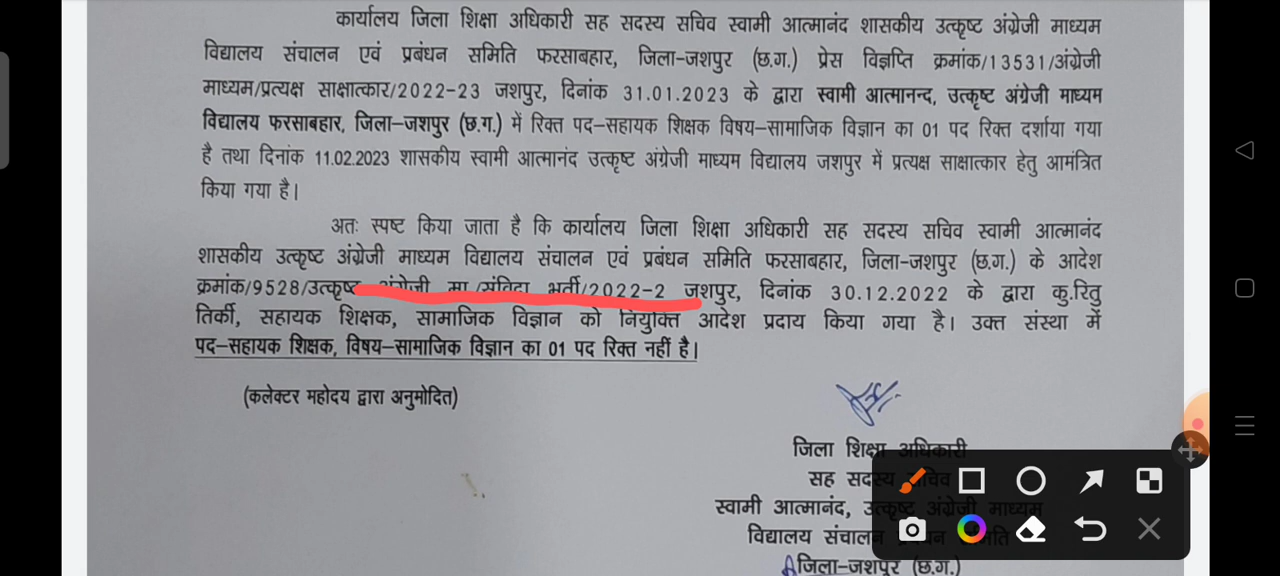 कार्यालय जिला शिक्षा अधिकारी सह सदस्य सचिव स्वामी आत्मानंद शासकीय उत्कृष्ट अंग्रेजी माध्यम
विद्यालय संचालन एवं प्रबंधन समिति फरसाबहार, जिला–जशपुर (छ.ग.) प्रेस विज्ञप्ति क्रमांक/13531/अंग्रेजी
माध्यम/प्रत्यक्ष साक्षात्कार/2022-23 जशपुर, दिनांक 31.01.2023 के द्वारा स्वामी आत्मानन्द, उत्कृष्ट अंग्रेजी माध्यम
विद्यालय फरसाबहार, जिला–जशपुर (छ.ग.) में रिक्त पद–सहायक शिक्षक विषय–सामाजिक विज्ञान का 01 पद रिक्त दर्शाया गया
है तथा दिनांक 11.02.2023 शासकीय स्वामी आत्मानंद उत्कृष्ट अंग्रेजी माध्यम विद्यालय जशपुर में प्रत्यक्ष साक्षात्कार हेतु आमंत्रित
किया गया है।
अतः स्पष्ट किया जाता है कि कार्यालय जिला शिक्षा अधिकारी सह सदस्य सचिव स्वामी आत्मानंद
शासकीय उत्कृष्ट अंग्रेजी माध्यम विद्यालय संचालन एवं प्रबंधन समिति फरसाबहार, जिला–जशपुर (छ.ग.) के आदेश
क्रमांक/9528/उत्कृष्ट अंग्रेजी मा./संविदा भर्ती/2022-2 जशपुर, दिनांक 30.12.2022 के द्वारा कु.रितु
तिर्की, सहायक शिक्षक, सामाजिक विज्ञान को नियुक्ति आदेश प्रदाय किया गया है। उक्त संस्था में
पद–सहायक शिक्षक, विषय–सामाजिक विज्ञान का 01 पद रिक्त नहीं है।
(कलेक्टर महोदय द्वारा अनुमोदित)
जिला शिक्षा अधिकारी
सह सदस्य सचिव
स्वामी आत्मानंद, उत्कृष्ट अंग्रेजी माध्यम
विद्यालय संचालन प्रबंधन समिति
जिला–जशपुर (छ.ग.)